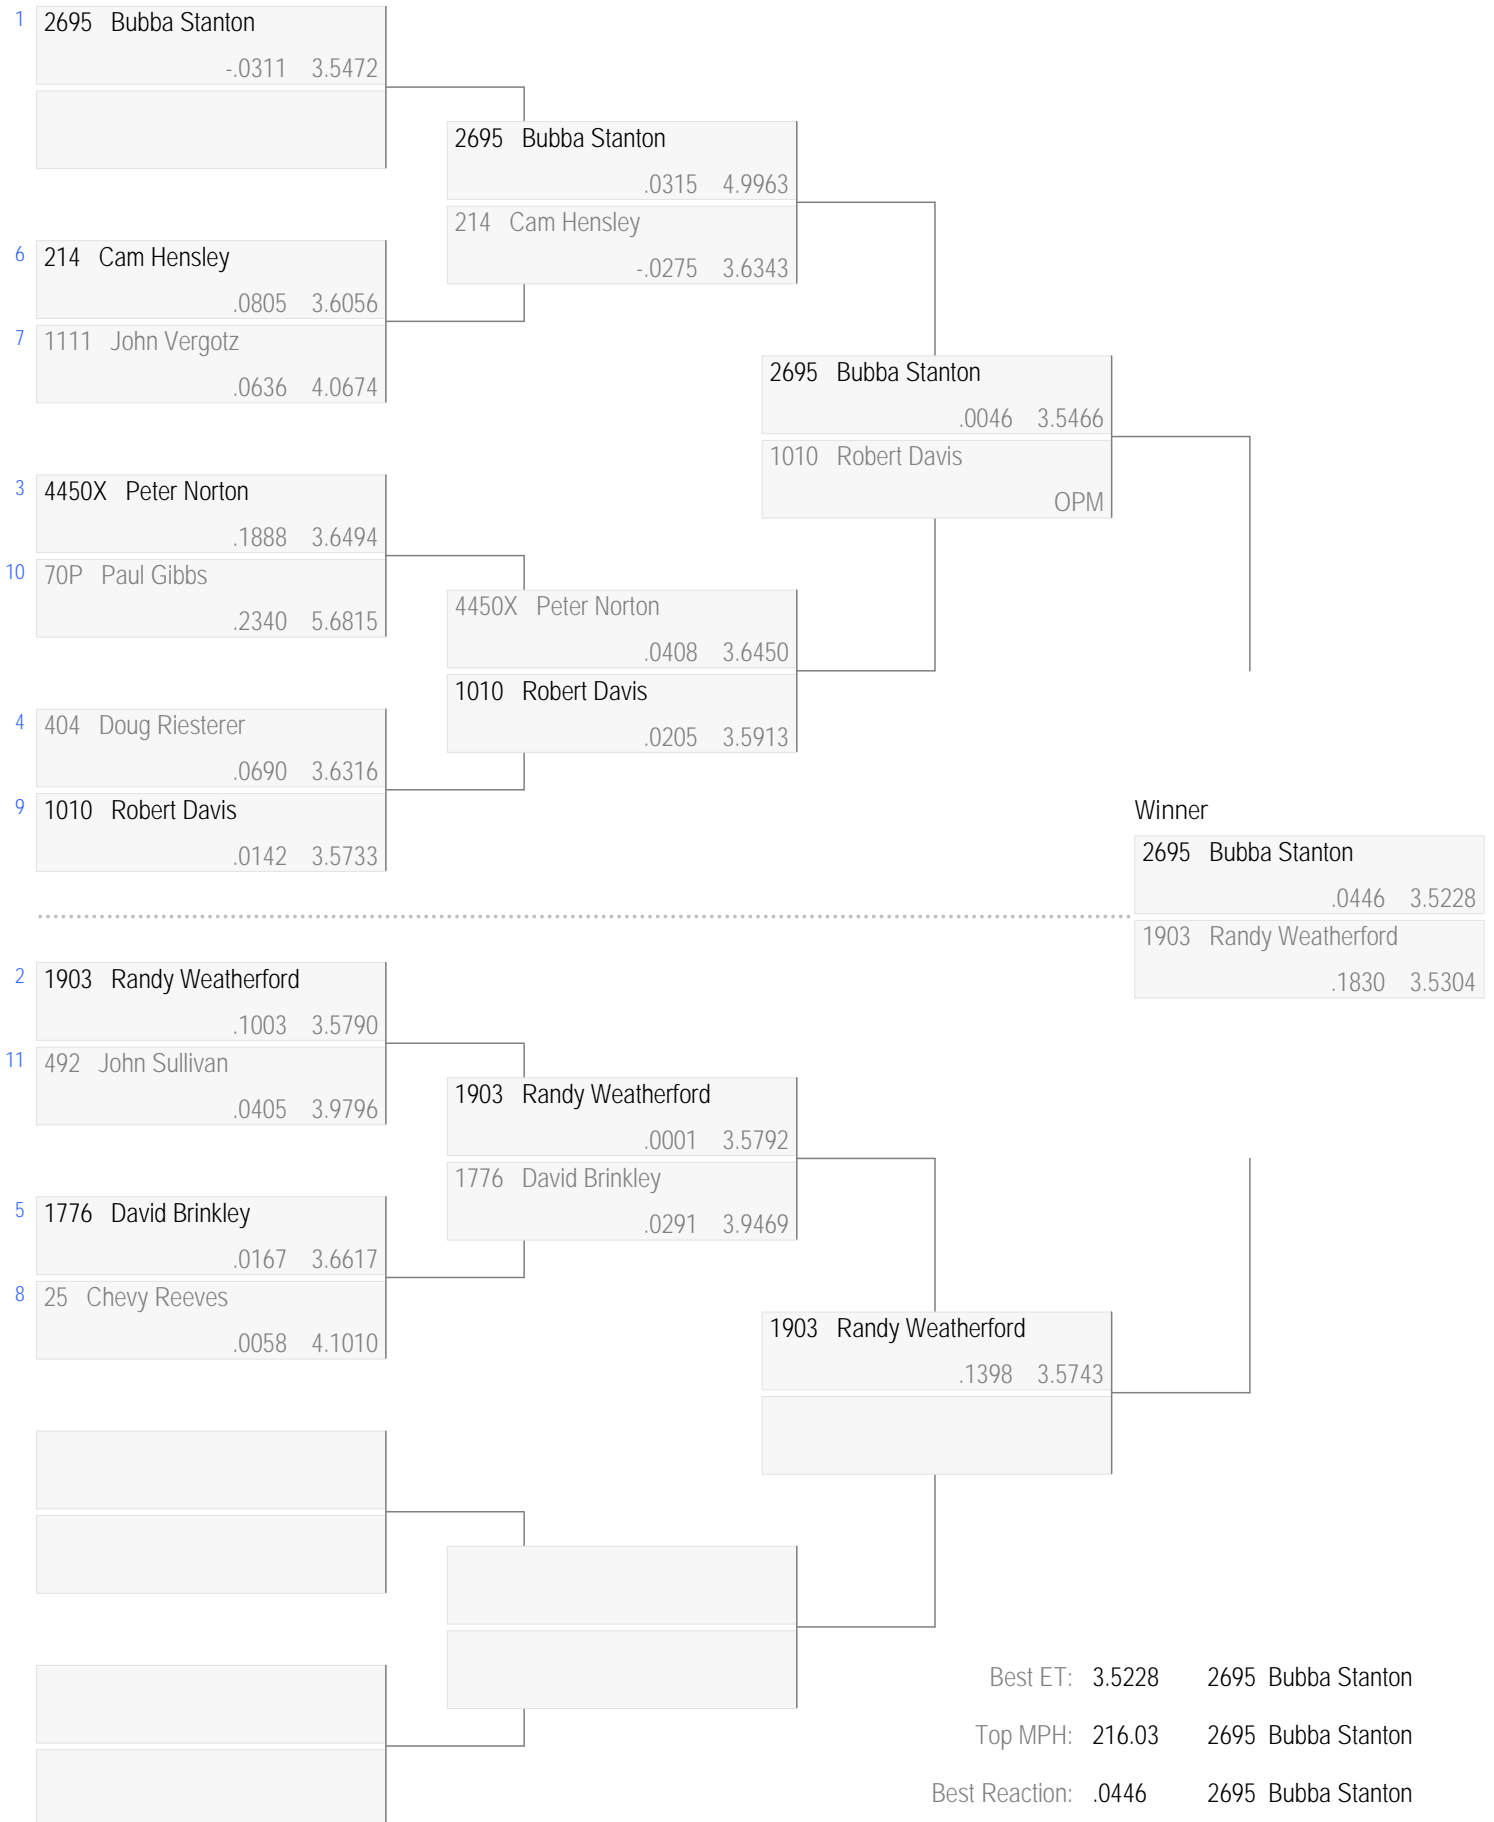 1 2695 Bubba Stanton
-.0311 3.5472
6 214 Cam Hensley
.0805 3.6056
7 1111 John Vergotz
.0636 4.0674
3 4450X Peter Norton
.1888 3.6494
10 70P Paul Gibbs
.2340 5.6815
4 404 Doug Riesterer
.0690 3.6316
9 1010 Robert Davis
.0142 3.5733
2 1903 Randy Weatherford
.1003 3.5790
11 492 John Sullivan
.0405 3.9796
5 1776 David Brinkley
.0167 3.6617
8 25 Chevy Reeves
.0058 4.1010
2695 Bubba Stanton
.0315 4.9963
214 Cam Hensley
-.0275 3.6343
4450X Peter Norton
.0408 3.6450
1010 Robert Davis
.0205 3.5913
1903 Randy Weatherford
.0001 3.5792
1776 David Brinkley
.0291 3.9469
2695 Bubba Stanton
.0046 3.5466
1010 Robert Davis
OPM
1903 Randy Weatherford
.1398 3.5743
Winner
2695 Bubba Stanton
.0446 3.5228
1903 Randy Weatherford
.1830 3.5304
Best ET: 3.5228 2695 Bubba Stanton
Top MPH: 216.03 2695 Bubba Stanton
Best Reaction: .0446 2695 Bubba Stanton